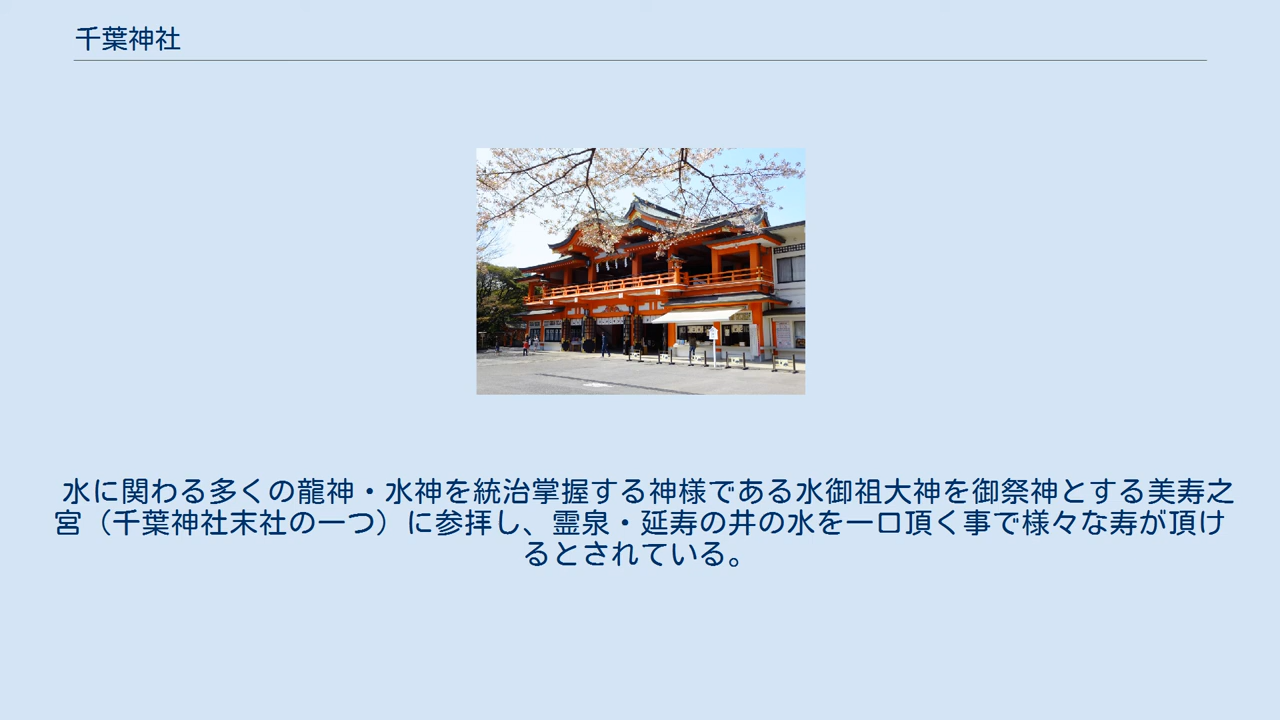 千葉神社
水に関わる多くの龍神・水神を統治掌握する神様である水御祖大神を御祭神とする美寿之
宮（千葉神社末社の一つ）に参拝し、霊泉・延寿の井の水を一口頂く事で様々な寿が頂け
るとされている。